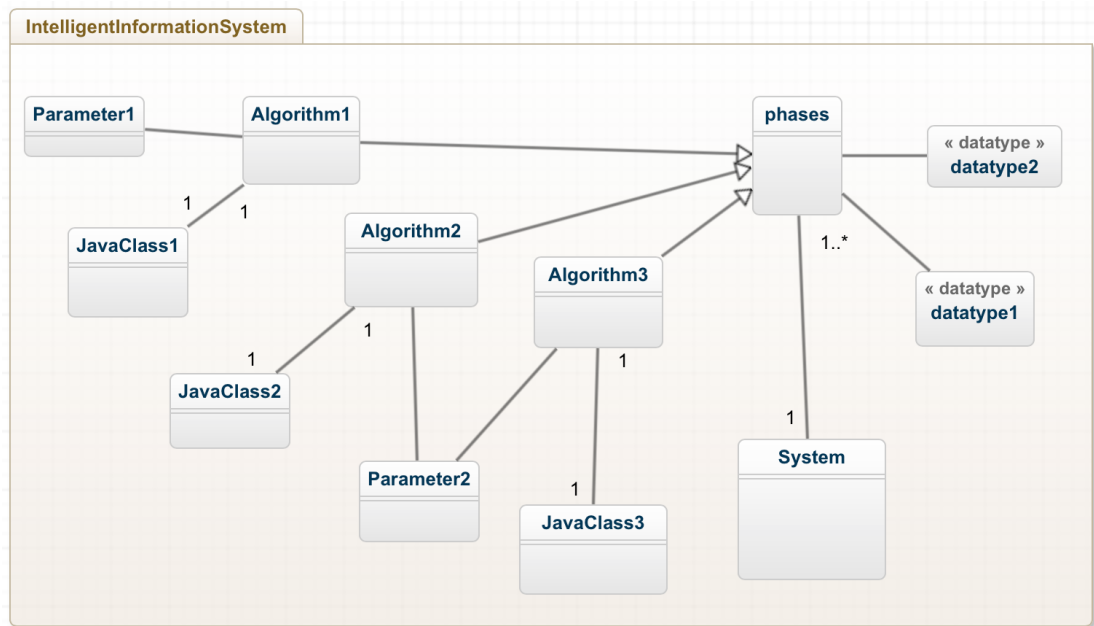 IntelligentInformationSystem
Parameter1
Algorithm1
phases
« datatype »
datatype2
1
1
JavaClass1
Algorithm2
1..*
Algorithm3
« datatype »
datatype1
1
1
1
JavaClass2
1
Parameter2
1
JavaClass3
System